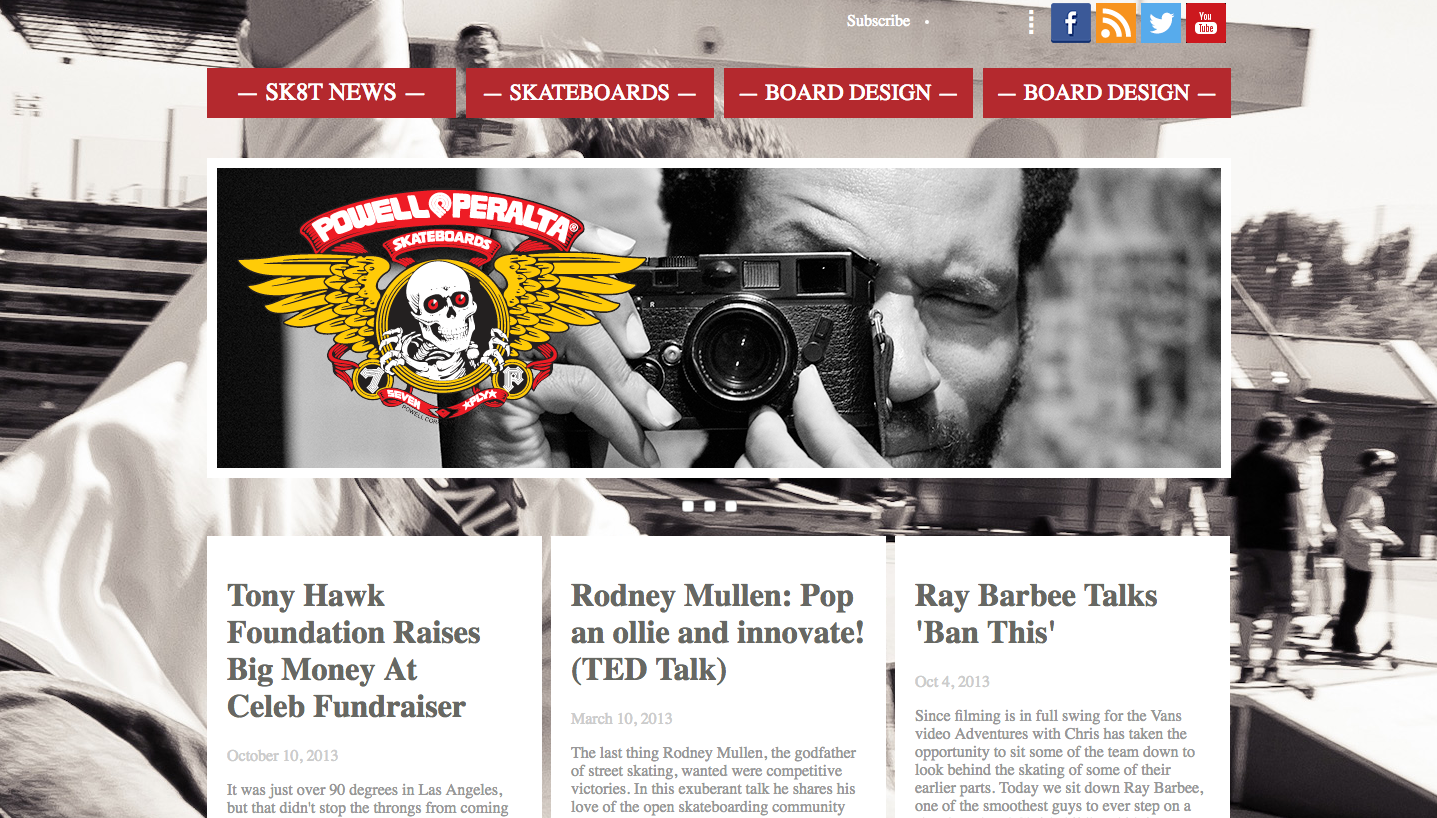 Subscribe •
You
Tube
— SK8T NEWS —
— SKATEBOARDS —
— BOARD DESIGN —
— BOARD DESIGN —
POWELL PERALTA®
SKATEBOARDS
R
7
P
SEVEN
PLY
POWELL COR
Tony Hawk
Foundation Raises
Big Money At
Celeb Fundraiser
October 10, 2013
It was just over 90 degrees in Las Angeles,
but that didn't stop the throngs from coming
Rodney Mullen: Pop
an ollie and innovate!
(TED Talk)
March 10, 2013
The last thing Rodney Mullen, the godfather
of street skating, wanted were competitive
victories. In this exuberant talk he shares his
love of the open skateboarding community
Ray Barbee Talks
'Ban This'
Oct 4, 2013
Since filming is in full swing for the Vans
video Adventures with Chris has taken the
opportunity to sit some of the team down to
look behind the skating of some of their
earlier parts. Today we sit down Ray Barbee,
one of the smoothest guys to ever step on a